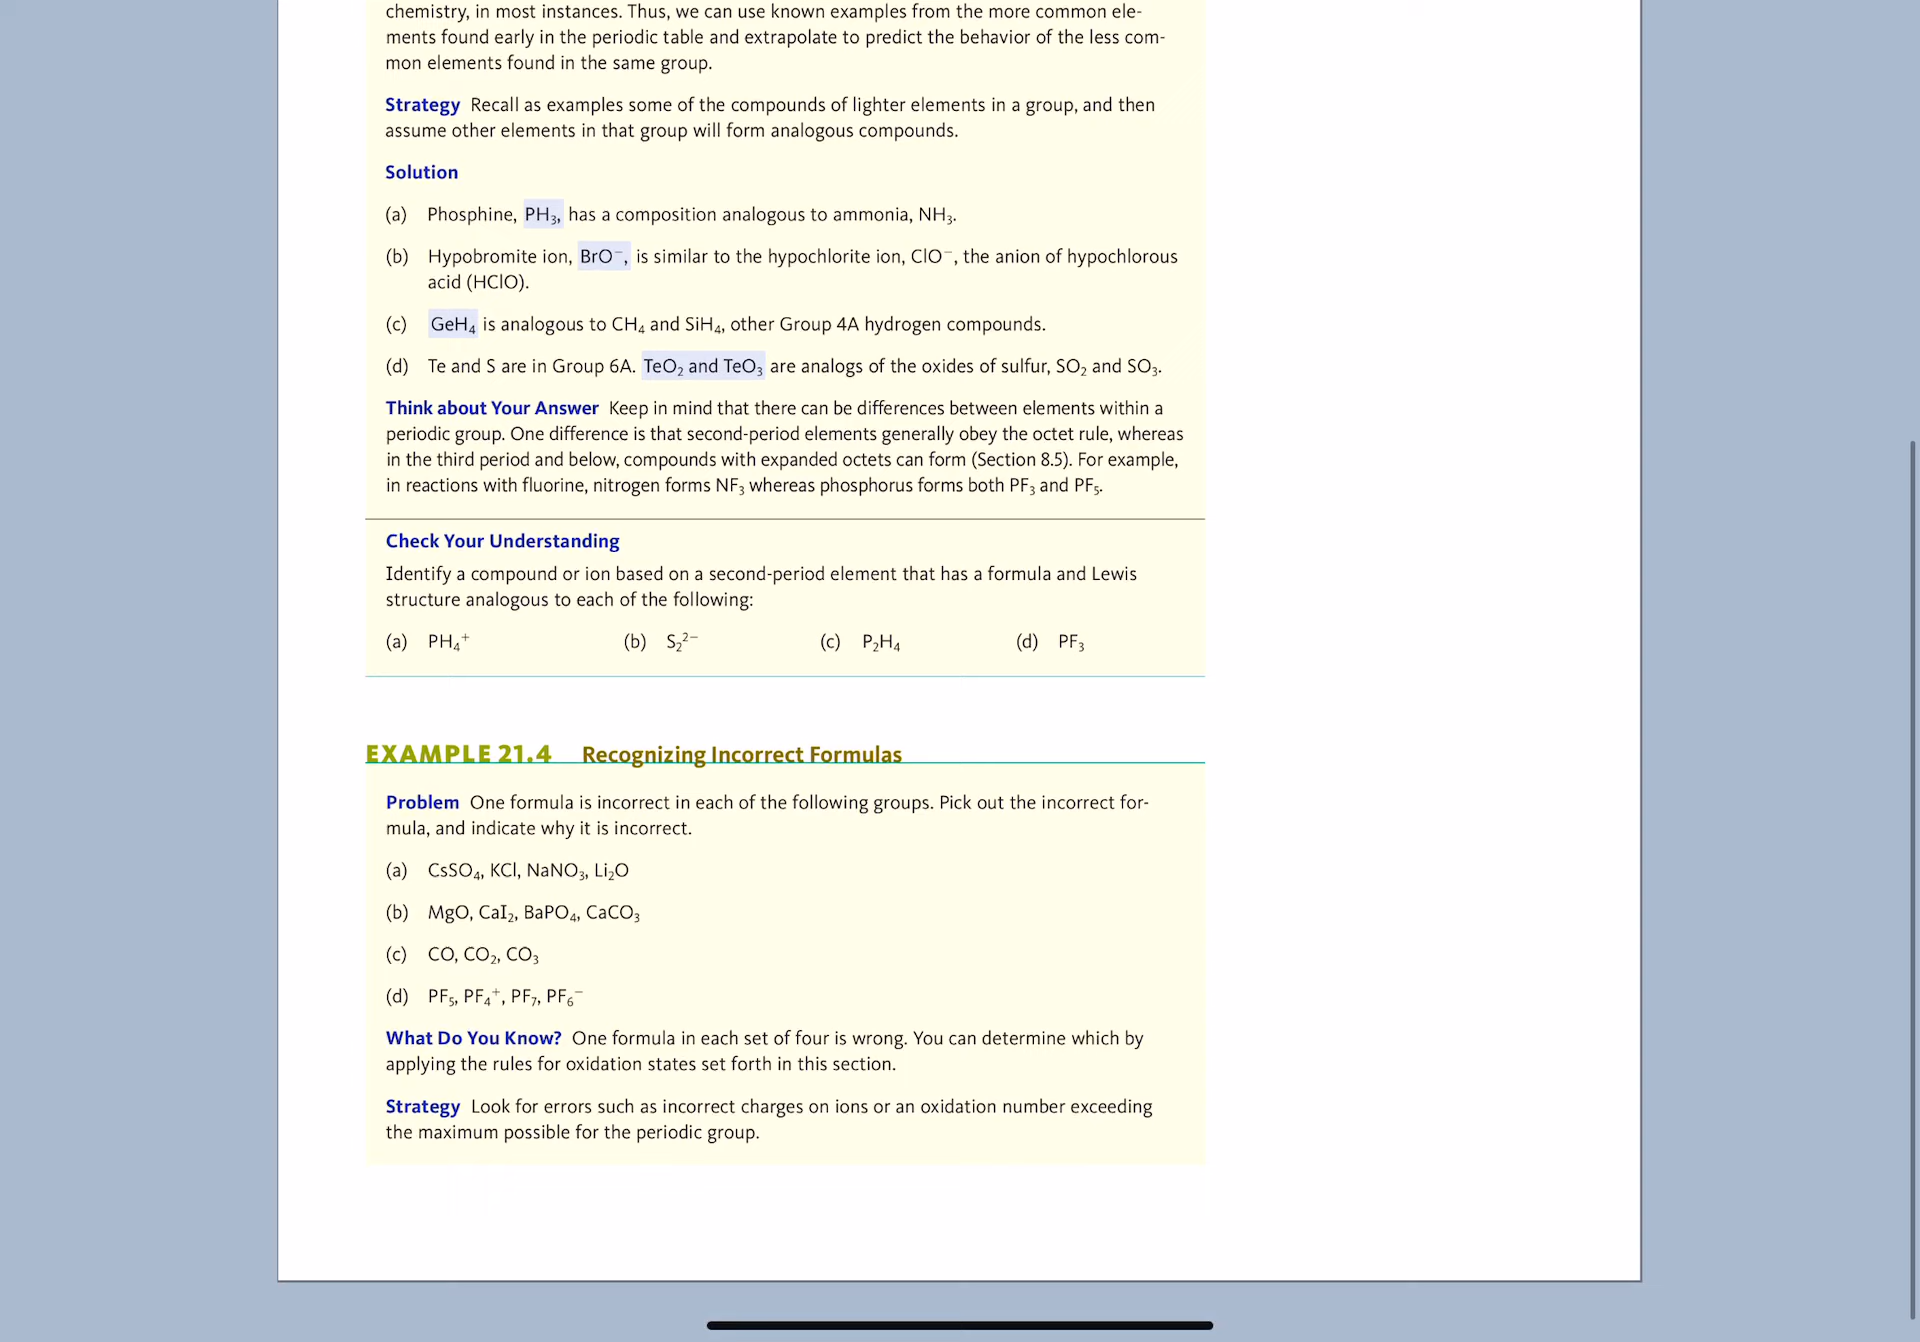 chemistry, in most instances. Thus, we can use known examples from the more common ele-
ments found early in the periodic table and extrapolate to predict the behavior of the less com-
mon elements found in the same group.
Strategy Recall as examples some of the compounds of lighter elements in a group, and then
assume other elements in that group will form analogous compounds.
Solution
(a) Phosphine, PH₃, has a composition analogous to ammonia, NH₃.
(b) Hypobromite ion, BrO⁻, is similar to the hypochlorite ion, ClO⁻, the anion of hypochlorous
acid (HClO).
(c) GeH₄ is analogous to CH₄ and SiH₄, other Group 4A hydrogen compounds.
(d) Te and S are in Group 6A. TeO₂ and TeO₃ are analogs of the oxides of sulfur, SO₂ and SO₃.
Think about Your Answer Keep in mind that there can be differences between elements within a
periodic group. One difference is that second-period elements generally obey the octet rule, whereas
in the third period and below, compounds with expanded octets can form (Section 8.5). For example,
in reactions with fluorine, nitrogen forms NF₃ whereas phosphorus forms both PF₃ and PF₅.
Check Your Understanding
Identify a compound or ion based on a second-period element that has a formula and Lewis
structure analogous to each of the following:
(a) PH₄⁺ (b) S₂²⁻ (c) P₂H₄ (d) PF₃
EXAMPLE 21.4 Recognizing Incorrect Formulas
Problem One formula is incorrect in each of the following groups. Pick out the incorrect for-
mula, and indicate why it is incorrect.
(a) CsSO₄, KCl, NaNO₃, Li₂O
(b) MgO, CaI₂, BaPO₄, CaCO₃
(c) CO, CO₂, CO₃
(d) PF₅, PF₄⁺, PF₇, PF₆⁻
What Do You Know? One formula in each set of four is wrong. You can determine which by
applying the rules for oxidation states set forth in this section.
Strategy Look for errors such as incorrect charges on ions or an oxidation number exceeding
the maximum possible for the periodic group.